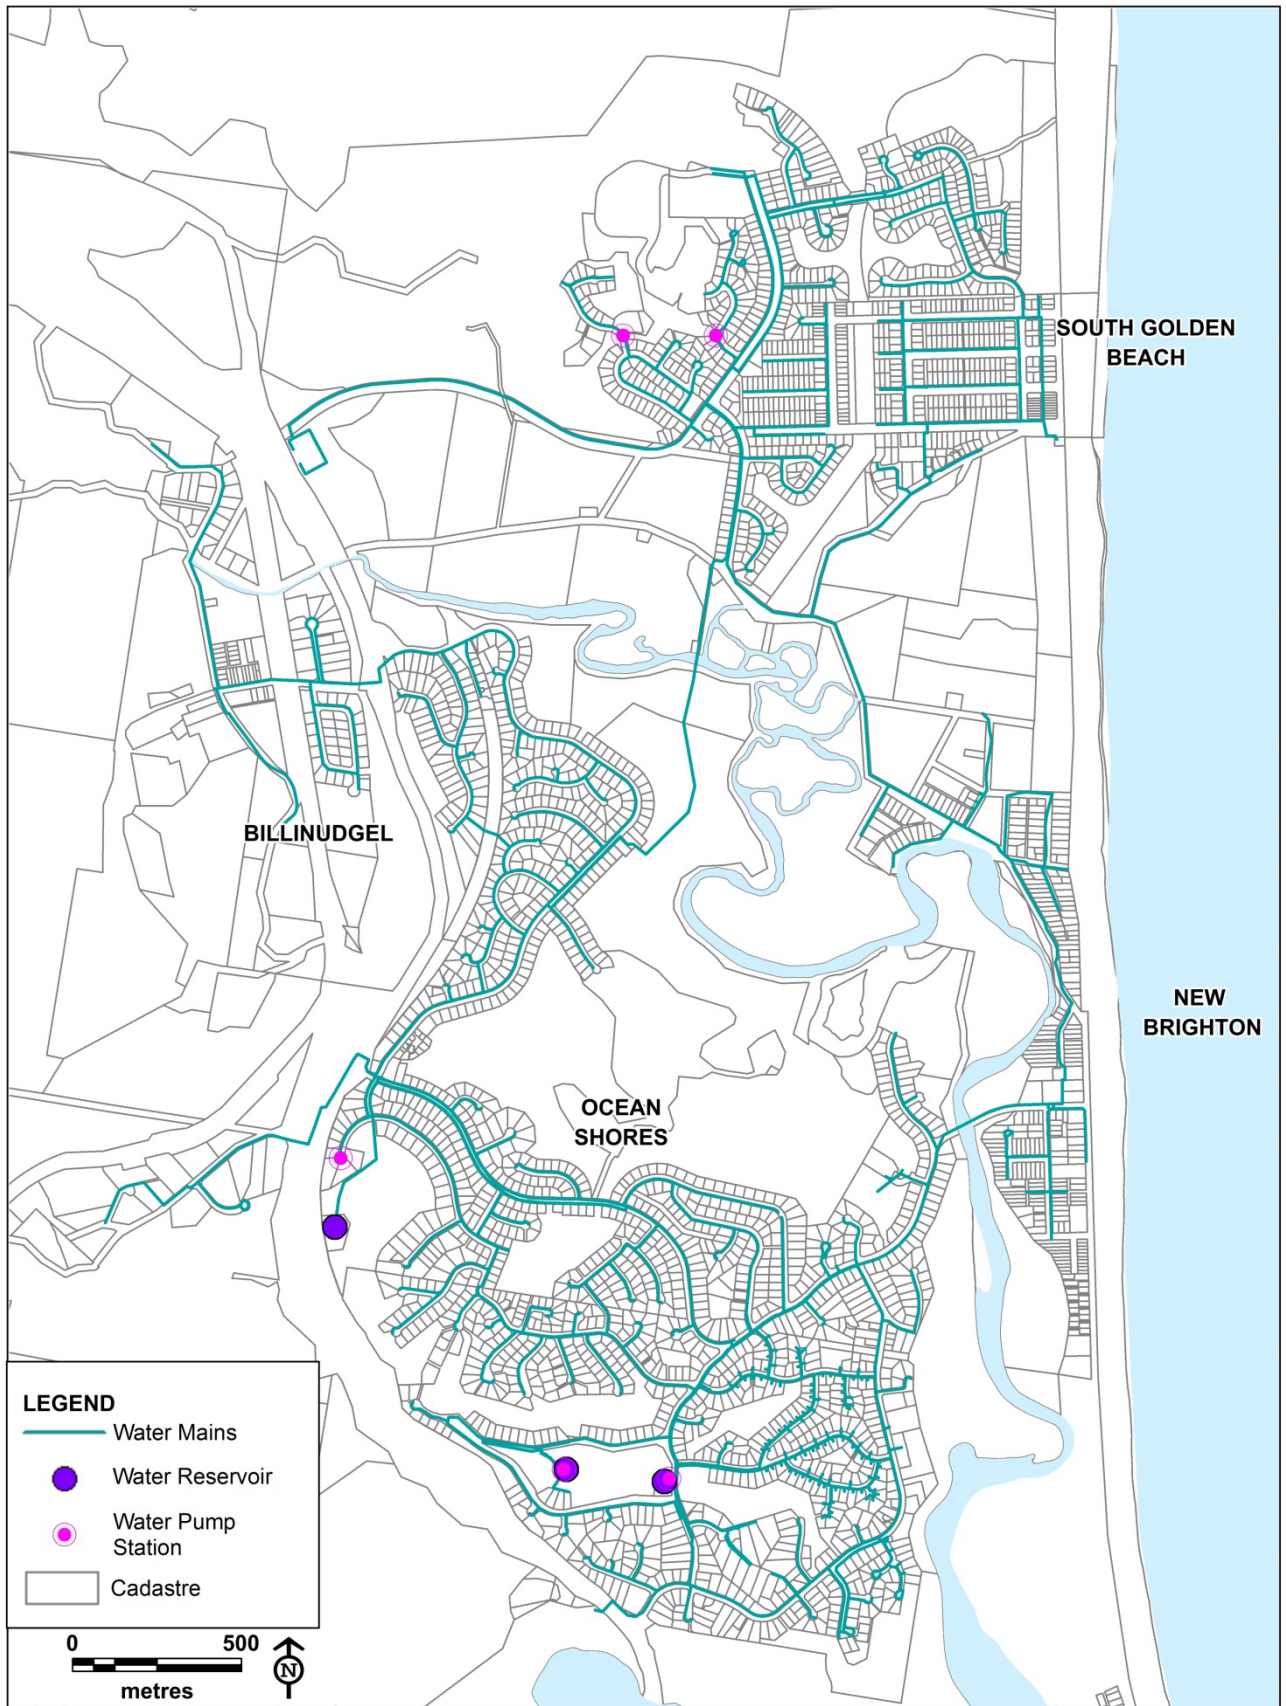 SOUTH GOLDEN
BEACH
BILLINUDGEL
NEW
BRIGHTON
OCEAN
SHORES
LEGEND
Water Mains
Water Reservoir
Water Pump
Station
Cadastre
0 500
metres
N